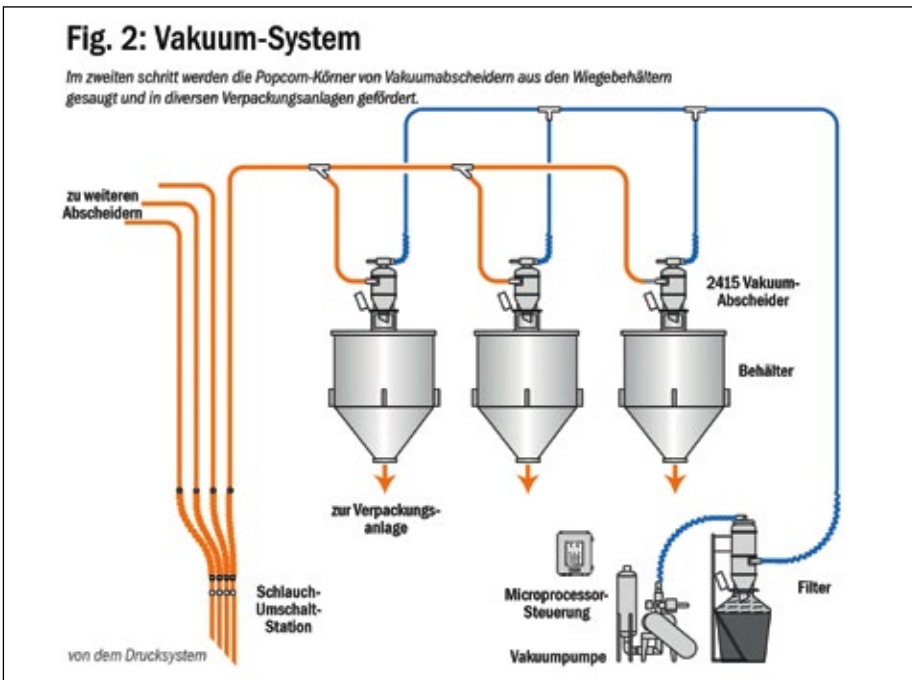 Fig. 2: Vakuum-System
Im zweiten schritt werden die Popcorn-Körner von Vakuumabscheidern aus den Wiegebehältern
gesaugt und in diversen Verpackungsanlagen gefördert.
zu weiteren
Abscheidern
2415 Vakuum-
Abscheider
Behälter
zur Verpackungs-
anlage
Schlauch-
Umschalt-
Station
Microprocessor-
Steuerung
Filter
Vakuumpumpe
von dem Drucksystem